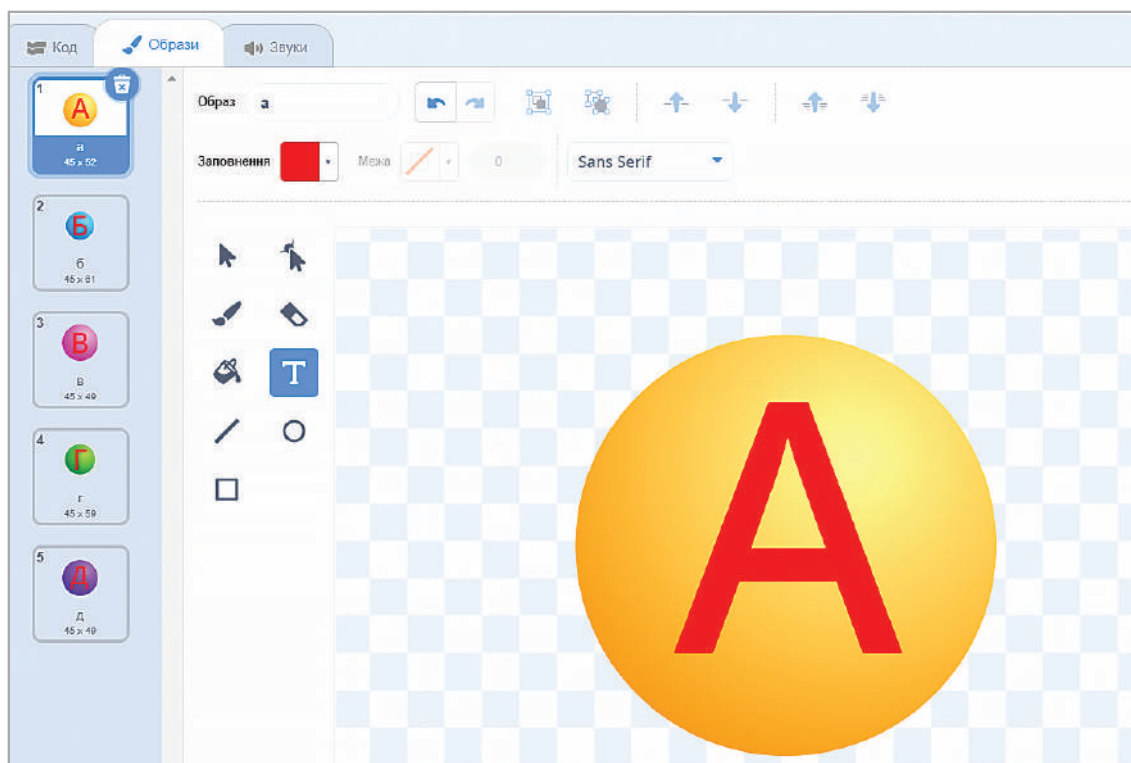 Код Образи Звуки
1
А
а
45 x 52
2
Б
б
45 x 61
3
В
в
45 x 49
4
Г
г
45 x 59
5
Д
д
45 x 49
Образ а
Заповнення Межа 0 Sans Serif
T
А